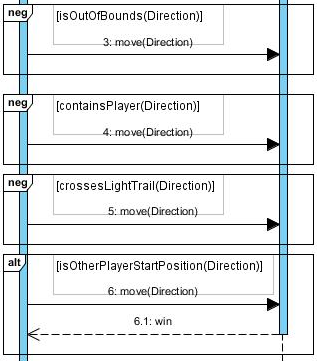 neg
[isOutOfBounds(Direction)]
3: move(Direction)
neg
[containsPlayer(Direction)]
4: move(Direction)
neg
[crossesLightTrail(Direction)]
5: move(Direction)
alt
[isOtherPlayerStartPosition(Direction)]
6: move(Direction)
6.1: win